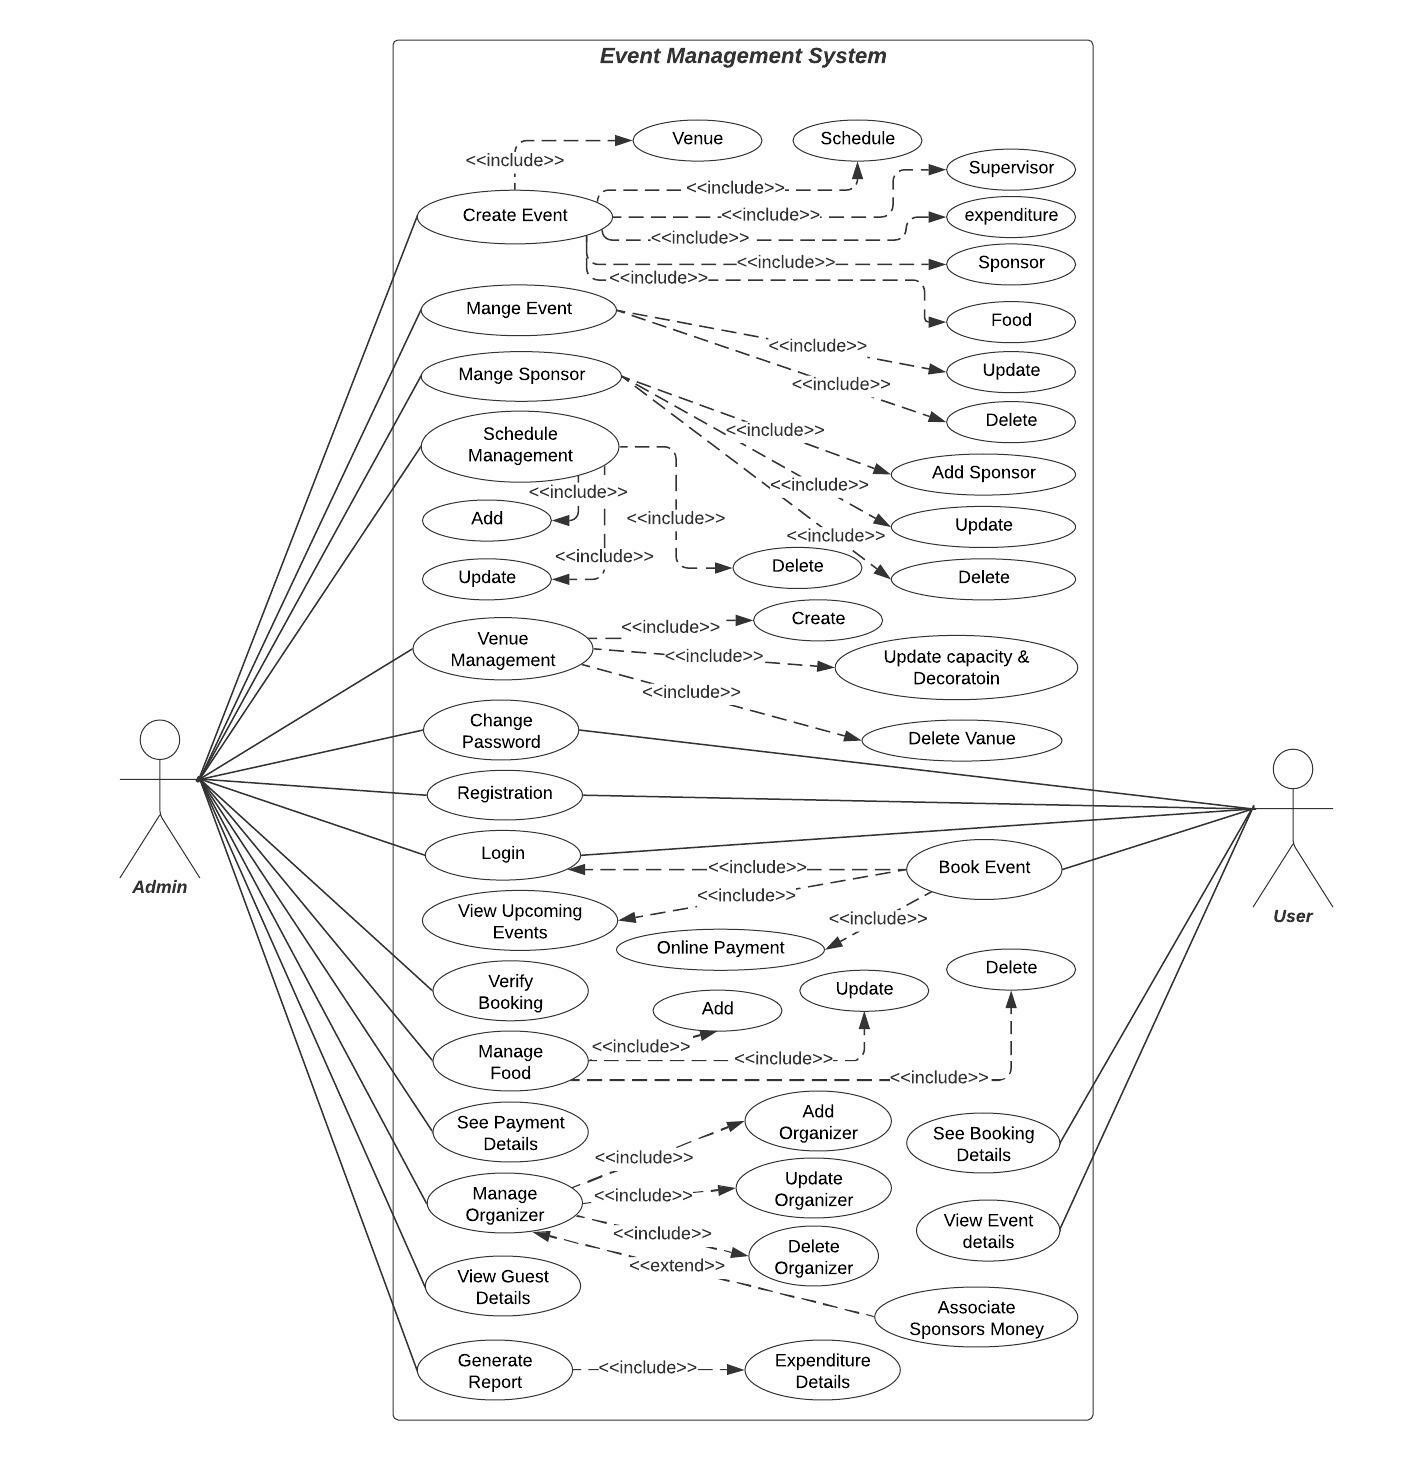 Event Management System
Venue
Schedule
<<include>>
Supervisor
<<include>>
Create Event
<<include>>
expenditure
<<include>>
<<include>>
Sponsor
<<include>>
Mange Event
Food
<<include>>
Update
Mange Sponsor
<<include>>
Delete
<<include>>
Schedule
Management
Add Sponsor
<<include>>
<<include>>
Add
<<include>>
Update
<<include>>
<<include>>
Update
Delete
Delete
Create
<<include>>
Venue
Management
<<include>>
Update capacity &
Decoratoin
<<include>>
Change
Password
Delete Vanue
Registration
Login
<<include>>
Book Event
Admin
<<include>>
View Upcoming
Events
<<include>>
User
Online Payment
Delete
Verify
Booking
Update
Add
<<include>>
Manage
Food
<<include>>
<<include>>
See Payment
Details
Add
Organizer
See Booking
Details
<<include>>
Manage
Organizer
<<include>>
Update
Organizer
View Event
details
<<include>>
Delete
Organizer
<<extend>>
View Guest
Details
Associate
Sponsors Money
Generate
Report
<<include>>
Expenditure
Details